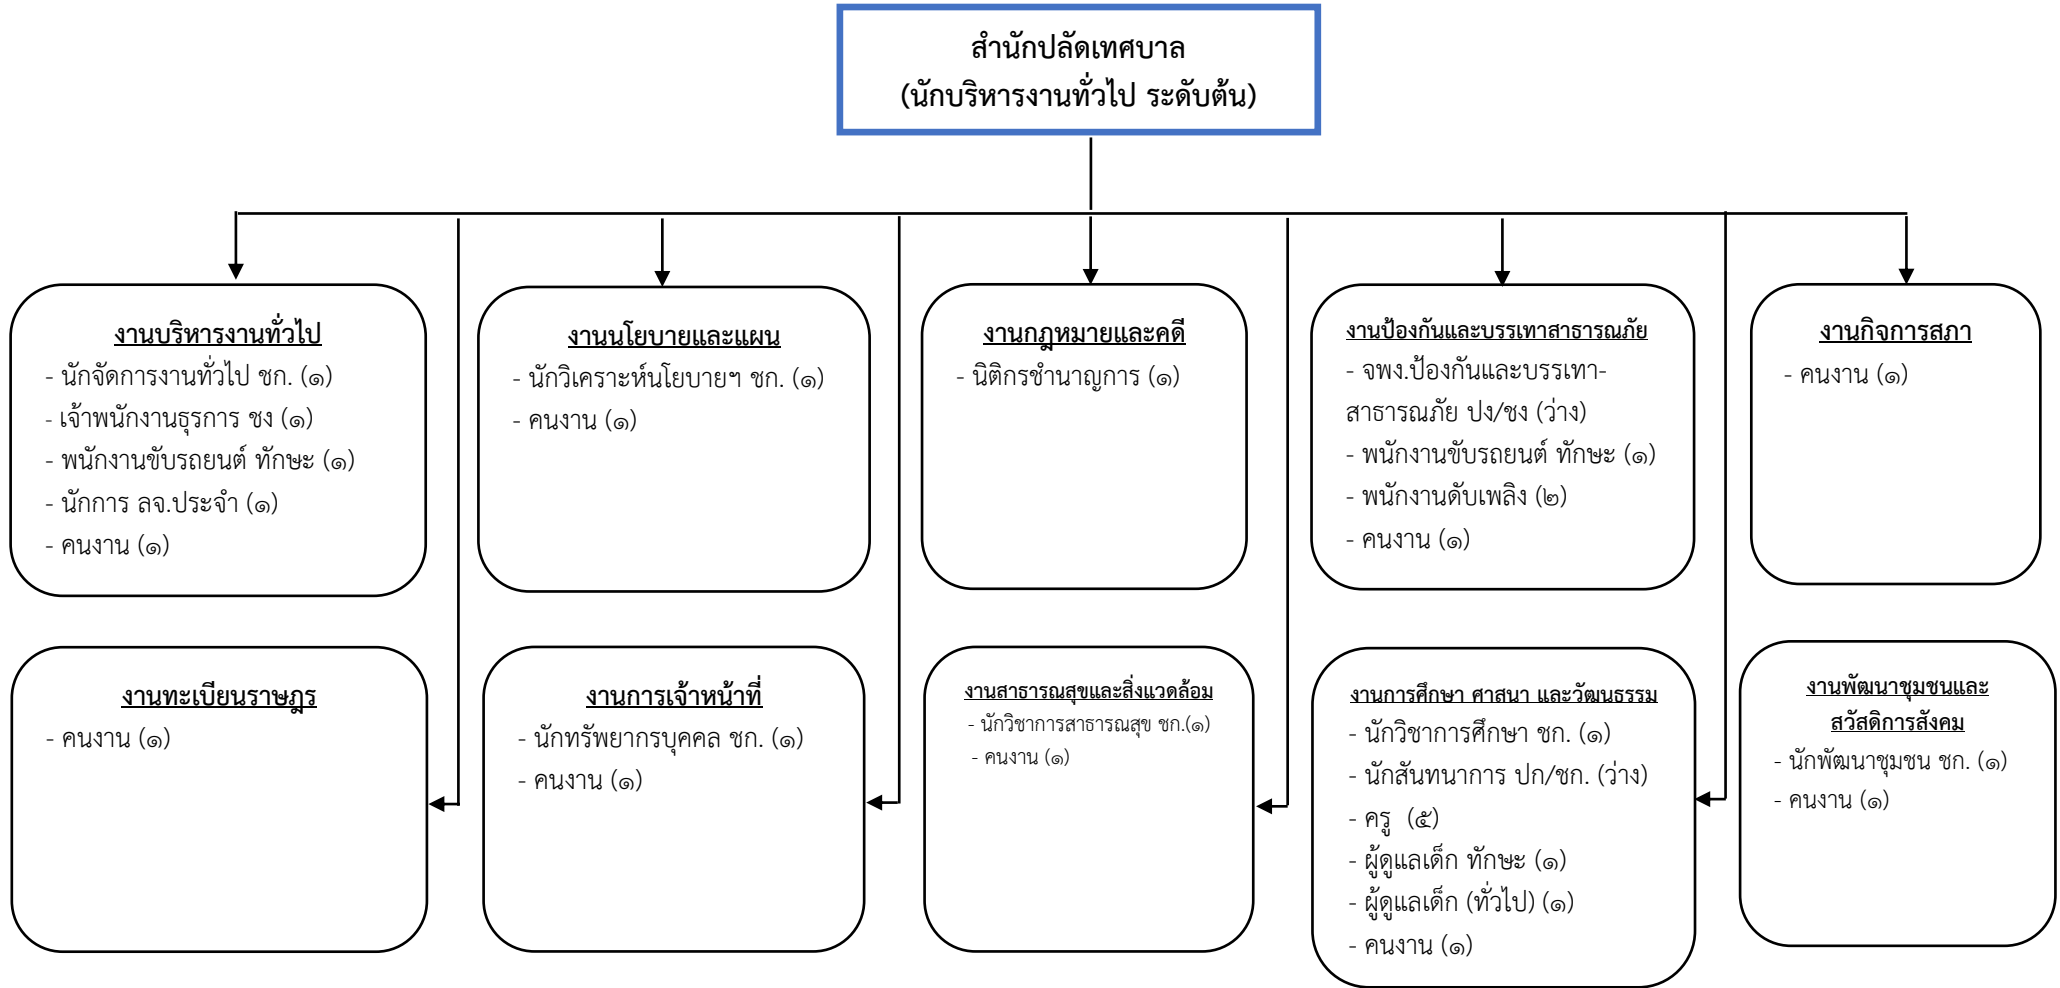 สำนักปลัดเทศบาล
(นักบริหารงานทั่วไป ระดับต้น)
งานบริหารงานทั่วไป
- นักจัดการงานทั่วไป ชก. (๑)
- เจ้าพนักงานธุรการ ชง (๑)
- พนักงานขับรถยนต์ ทักษะ (๑)
- นักการ ลจ.ประจำ (๑)
- คนงาน (๑)
งานนโยบายและแผน
- นักวิเคราะห์นโยบายฯ ชก. (๑)
- คนงาน (๑)
งานกฎหมายและคดี
- นิติกรชำนาญการ (๑)
งานป้องกันและบรรเทาสาธารณภัย
- จพง.ป้องกันและบรรเทา-
สาธารณภัย ปง/ชง (ว่าง)
- พนักงานขับรถยนต์ ทักษะ (๑)
- พนักงานดับเพลิง (๒)
- คนงาน (๑)
งานกิจการสภา
- คนงาน (๑)
งานทะเบียนราษฎร
- คนงาน (๑)
งานการเจ้าหน้าที่
- นักทรัพยากรบุคคล ชก. (๑)
- คนงาน (๑)
งานสาธารณสุขและสิ่งแวดล้อม
- นักวิชาการสาธารณสุข ชก.(๑)
- คนงาน (๑)
งานการศึกษา ศาสนา และวัฒนธรรม
- นักวิชาการศึกษา ชก. (๑)
- นักสันทนาการ ปก/ชก. (ว่าง)
- ครู (๕)
- ผู้ดูแลเด็ก ทักษะ (๑)
- ผู้ดูแลเด็ก (ทั่วไป) (๑)
- คนงาน (๑)
งานพัฒนาชุมชนและ
สวัสดิการสังคม
- นักพัฒนาชุมชน ชก. (๑)
- คนงาน (๑)